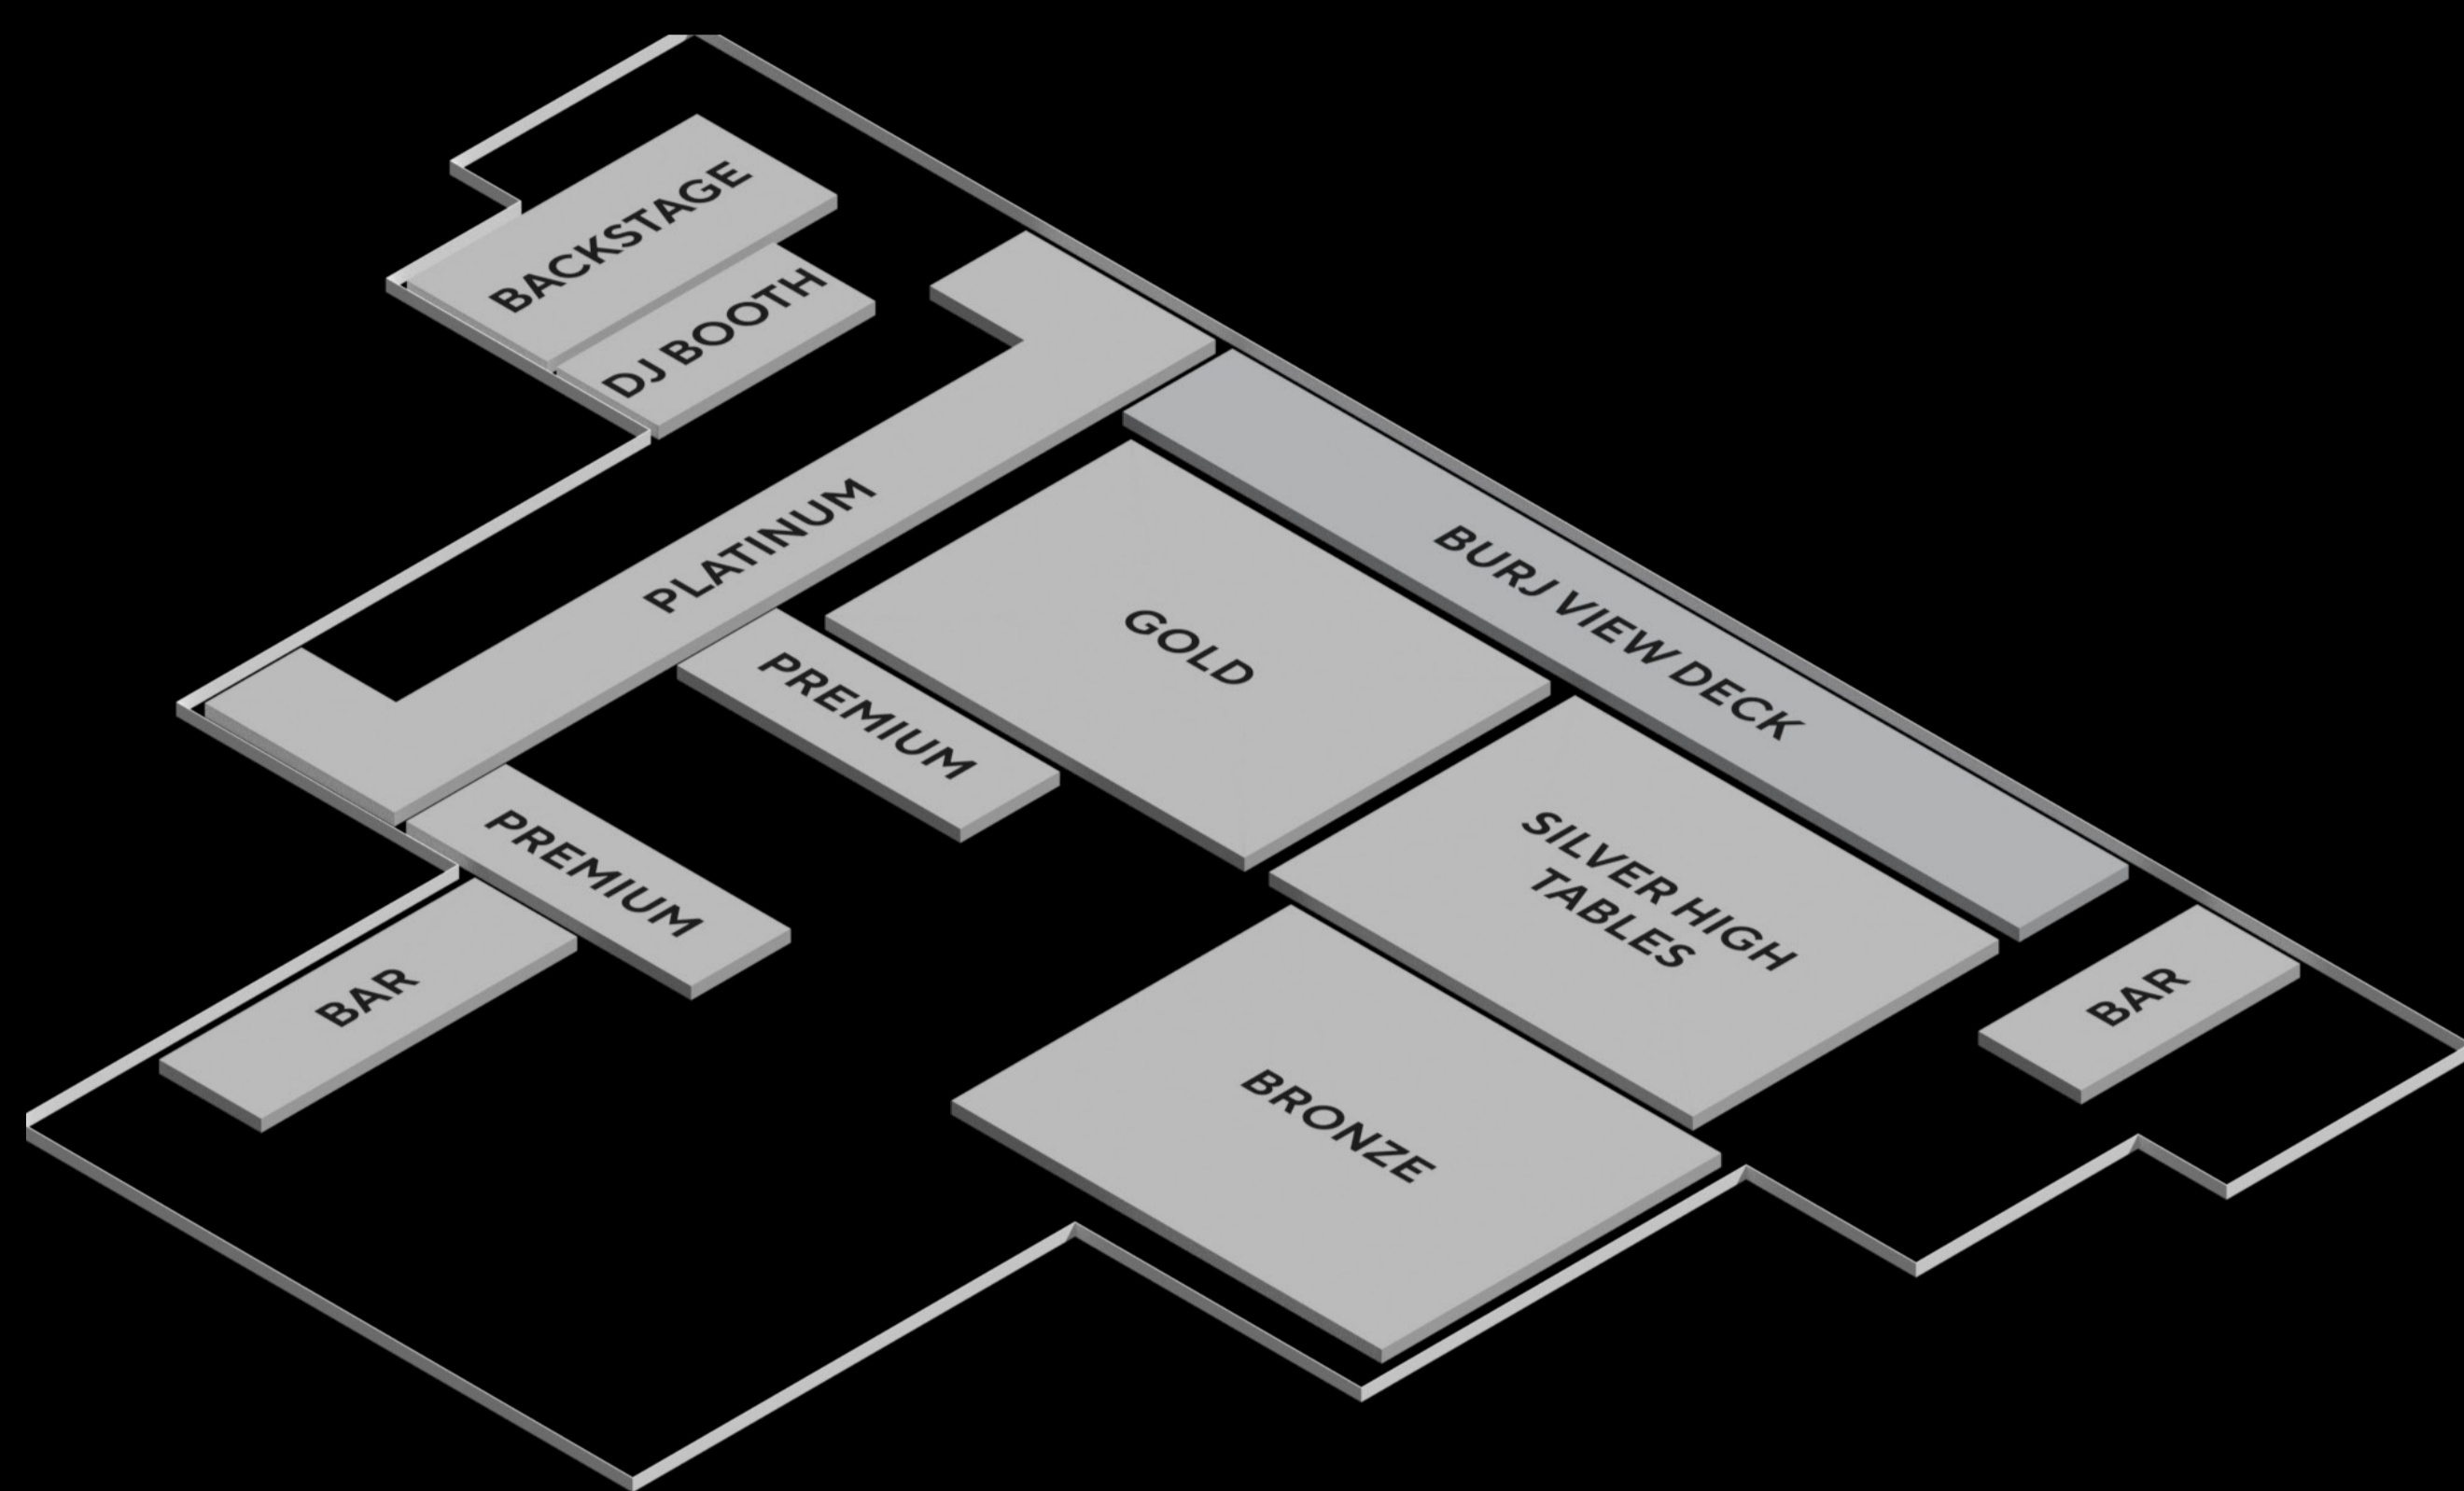 BACKSTAGE
DJ BOOTH
PLATINUM
BURJ VIEW DECK
GOLD
PREMIUM
PREMIUM
SILVER HIGH
TABLES
BAR
BAR
BRONZE